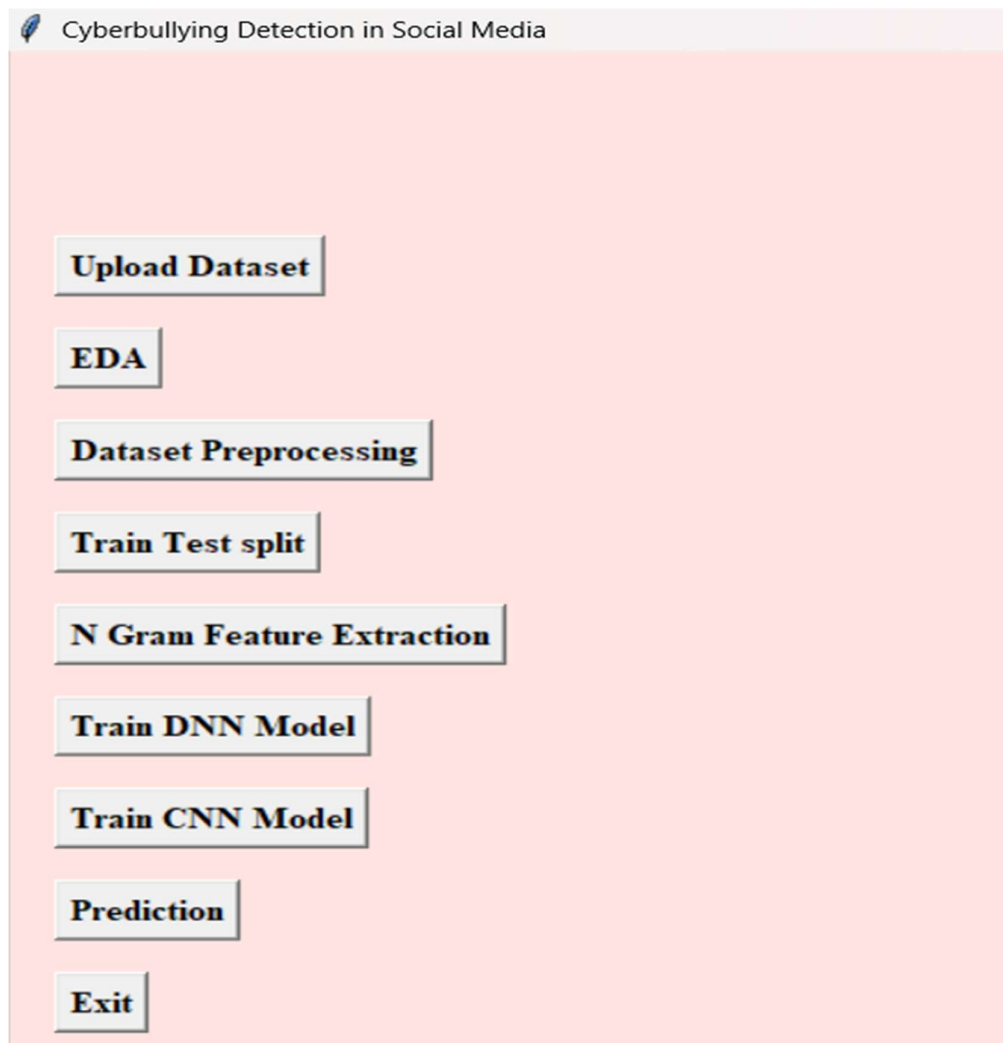 Cyberbullying Detection in Social Media
Upload Dataset
EDA
Dataset Preprocessing
Train Test split
N Gram Feature Extraction
Train DNN Model
Train CNN Model
Prediction
Exit